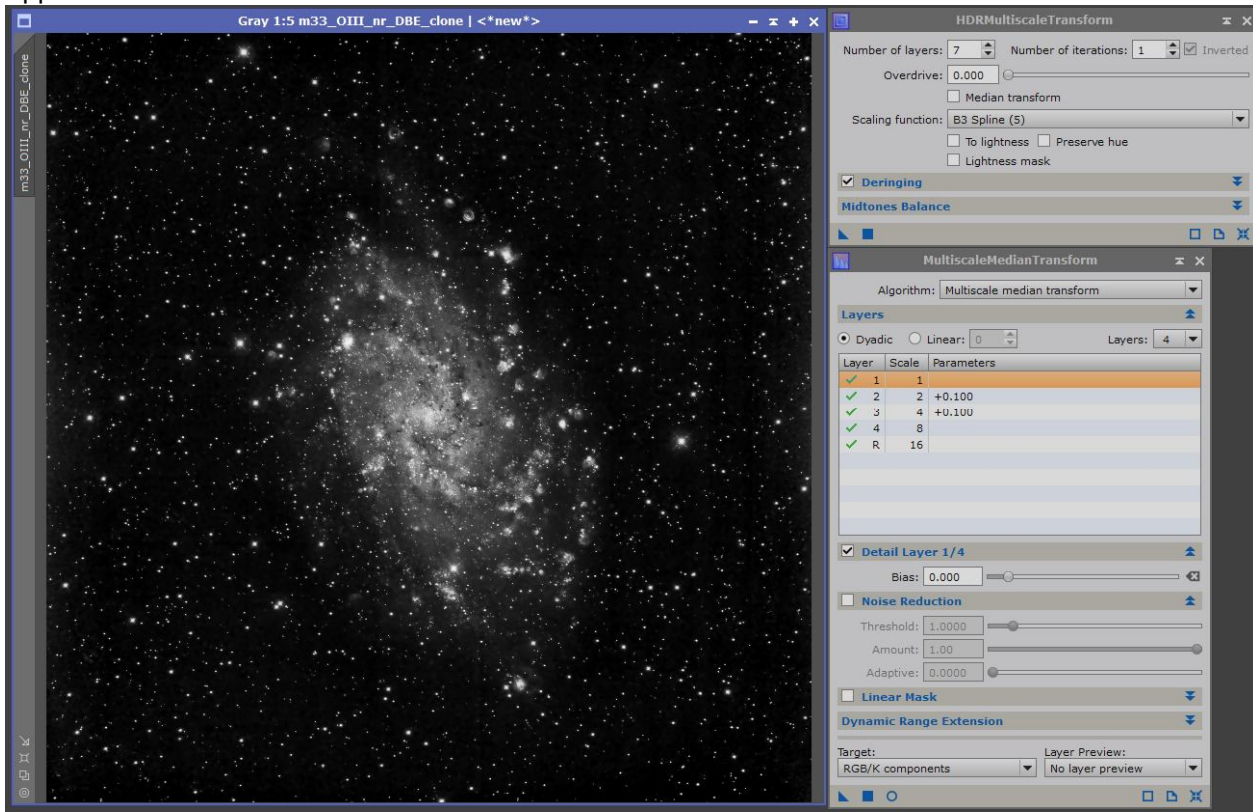 Gray 1:5 m33_OIII_nr_DBE_clone | <*new*>
m33_OIII_nr_DBE_clone
HDRMultiscaleTransform
Number of layers: 7 Number of iterations: 1 Inverted
Overdrive: 0.000
Median transform
Scaling function: B3 Spline (5)
To lightness Preserve hue
Lightness mask
Deringing
Midtones Balance
MultiscaleMedianTransform
Algorithm: Multiscale median transform
Layers
Dyadic Linear: 0 Layers: 4
Layer Scale Parameters
1 1
2 2 +0.100
3 4 +0.100
4 8
R 16
Detail Layer 1/4
Bias: 0.000
Noise Reduction
Threshold: 1.0000
Amount: 1.00
Adaptive: 0.0000
Linear Mask
Dynamic Range Extension
Target: Layer Preview:
RGB/K components No layer preview